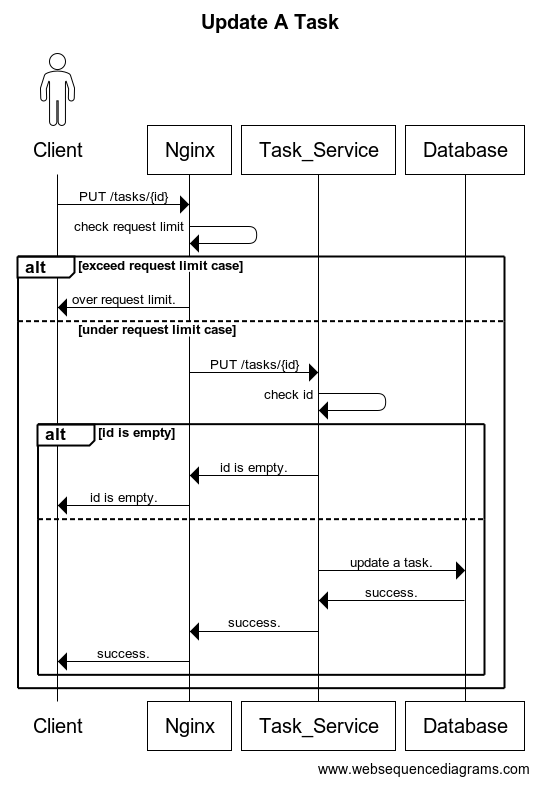 Update A Task
Client
Nginx
Task_Service
Database
PUT /tasks/{id}
check request limit
alt
[exceed request limit case]
over request limit.
[under request limit case]
PUT /tasks/{id}
check id
alt
[id is empty]
id is empty.
id is empty.
update a task.
success.
success.
success.
Client
Nginx
Task_Service
Database
www.websequencediagrams.com